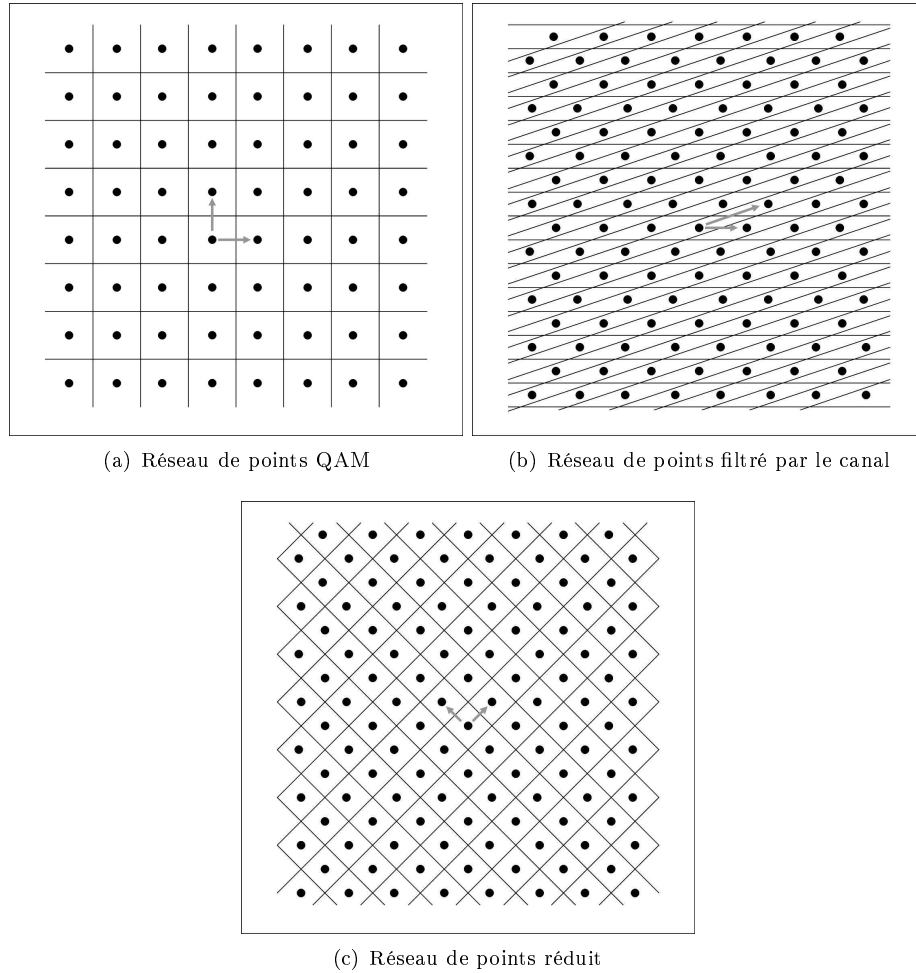 (a) Réseau de points QAM
(b) Réseau de points filtré par le canal
(c) Réseau de points réduit